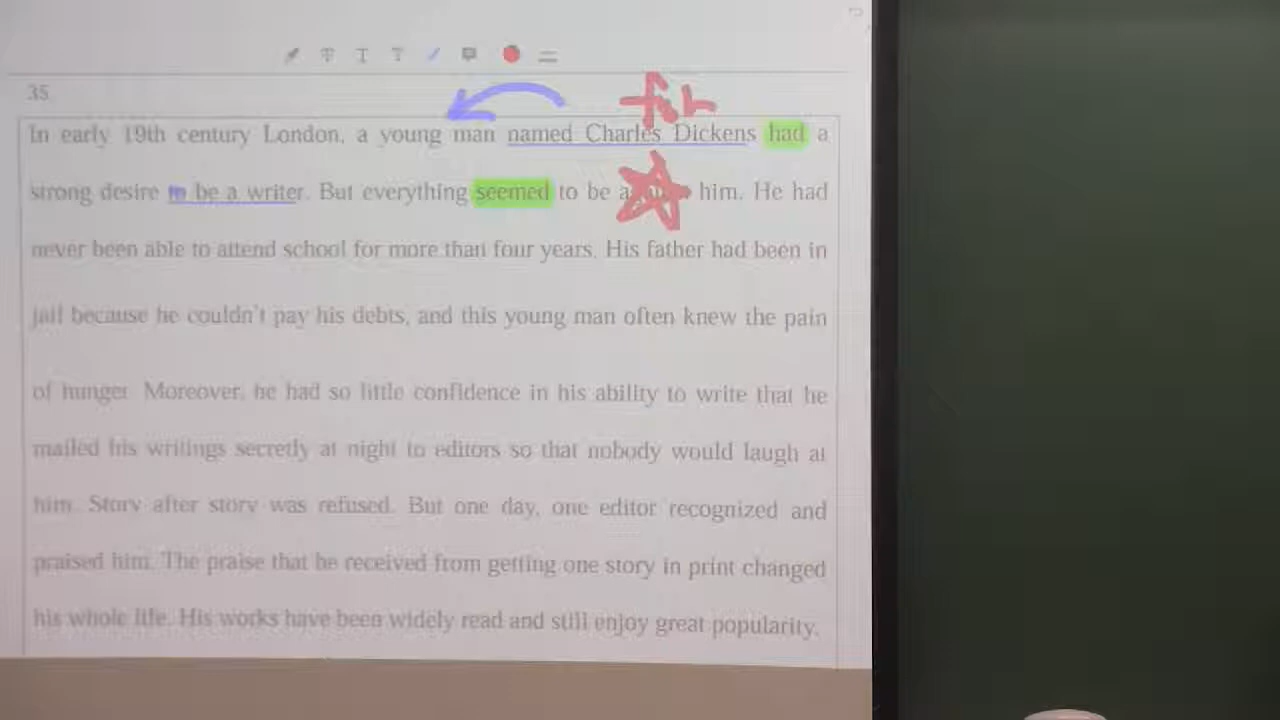 35
In early 19th century London, a young man named Charles Dickens had a
strong desire to be a writer. But everything seemed to be him. He had
never been able to attend school for more than four years. His father had been in
jail because he couldn't pay his debts, and this young man often knew the pain
of hunger. Moreover, he had so little confidence in his ability to write that he
mailed his writings secretly at night to editors so that nobody would laugh at
him. Story after story was refused. But one day, one editor recognized and
praised him. The praise that he received from getting one story in print changed
his whole life. His works have been widely read and still enjoy great popularity.